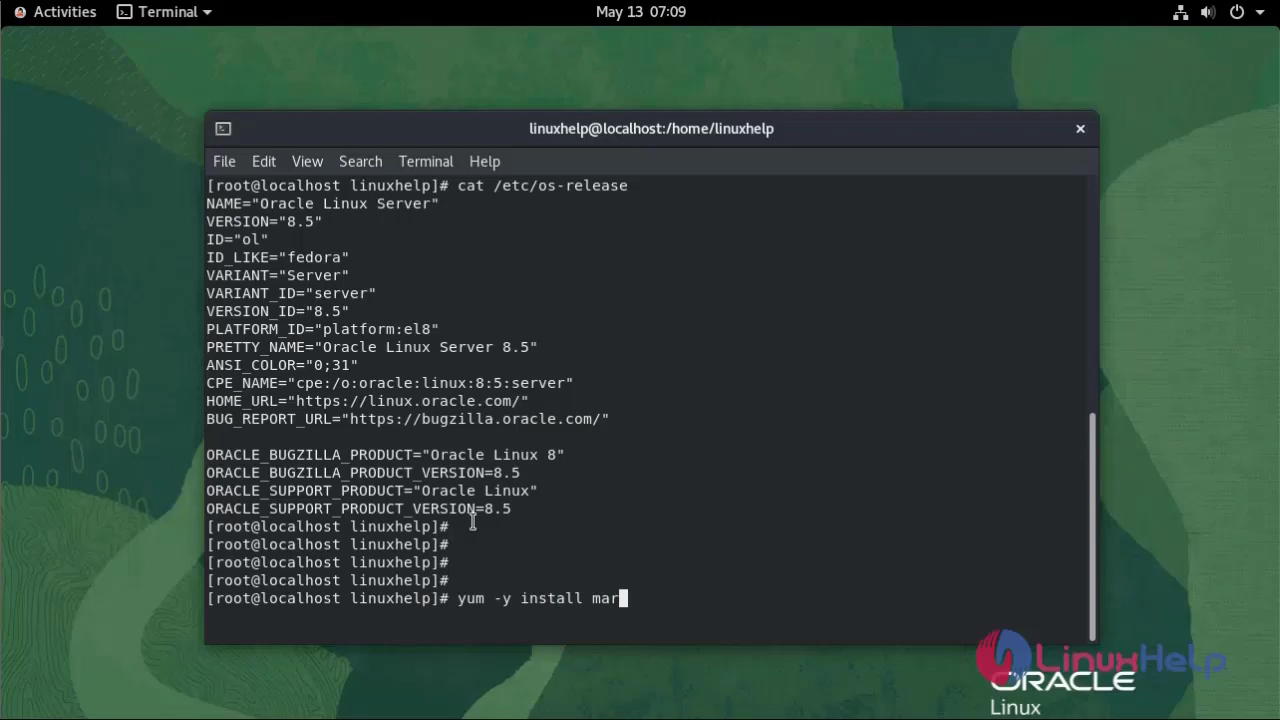 Activities Terminal May 13 07:09
linuxhelp@localhost:/home/linuxhelp ×
File Edit View Search Terminal Help
[root@localhost linuxhelp]# cat /etc/os-release
NAME="Oracle Linux Server"
VERSION="8.5"
ID="ol"
ID_LIKE="fedora"
VARIANT="Server"
VARIANT_ID="server"
VERSION_ID="8.5"
PLATFORM_ID="platform:el8"
PRETTY_NAME="Oracle Linux Server 8.5"
ANSI_COLOR="0;31"
CPE_NAME="cpe:/o:oracle:linux:8:5:server"
HOME_URL="https://linux.oracle.com/"
BUG_REPORT_URL="https://bugzilla.oracle.com/"
ORACLE_BUGZILLA_PRODUCT="Oracle Linux 8"
ORACLE_BUGZILLA_PRODUCT_VERSION=8.5
ORACLE_SUPPORT_PRODUCT="Oracle Linux"
ORACLE_SUPPORT_PRODUCT_VERSION=8.5
[root@localhost linuxhelp]#
[root@localhost linuxhelp]#
[root@localhost linuxhelp]#
[root@localhost linuxhelp]#
[root@localhost linuxhelp]# yum -y install mar
LinuxHelp
ORACLE
Linux